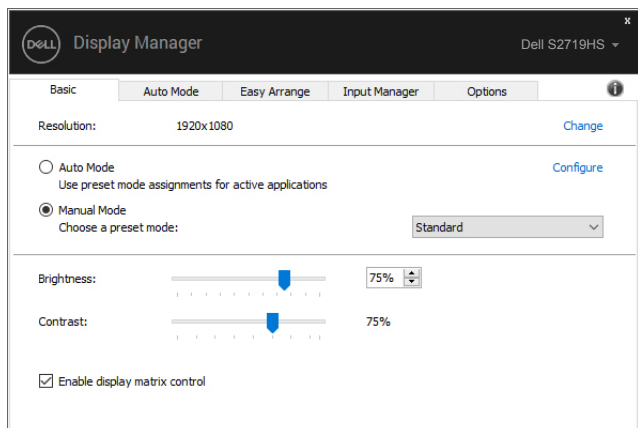 x
DELL Display Manager Dell S2719HS
Basic Auto Mode Easy Arrange Input Manager Options i
Resolution: 1920x1080 Change
Auto Mode Configure
Use preset mode assignments for active applications
Manual Mode
Choose a preset mode: Standard
Brightness: 75%
Contrast: 75%
Enable display matrix control